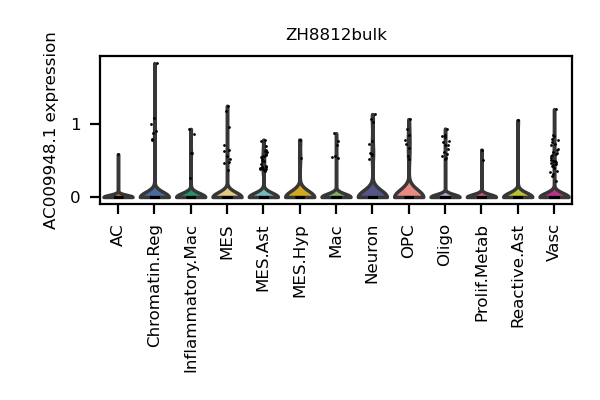 ZH8812bulk
AC009948.1 expression
1
0
AC
Chromatin.Reg
Inflammatory.Mac
MES
MES.Ast
MES.Hyp
Mac
Neuron
OPC
Oligo
Prolif.Metab
Reactive.Ast
Vasc